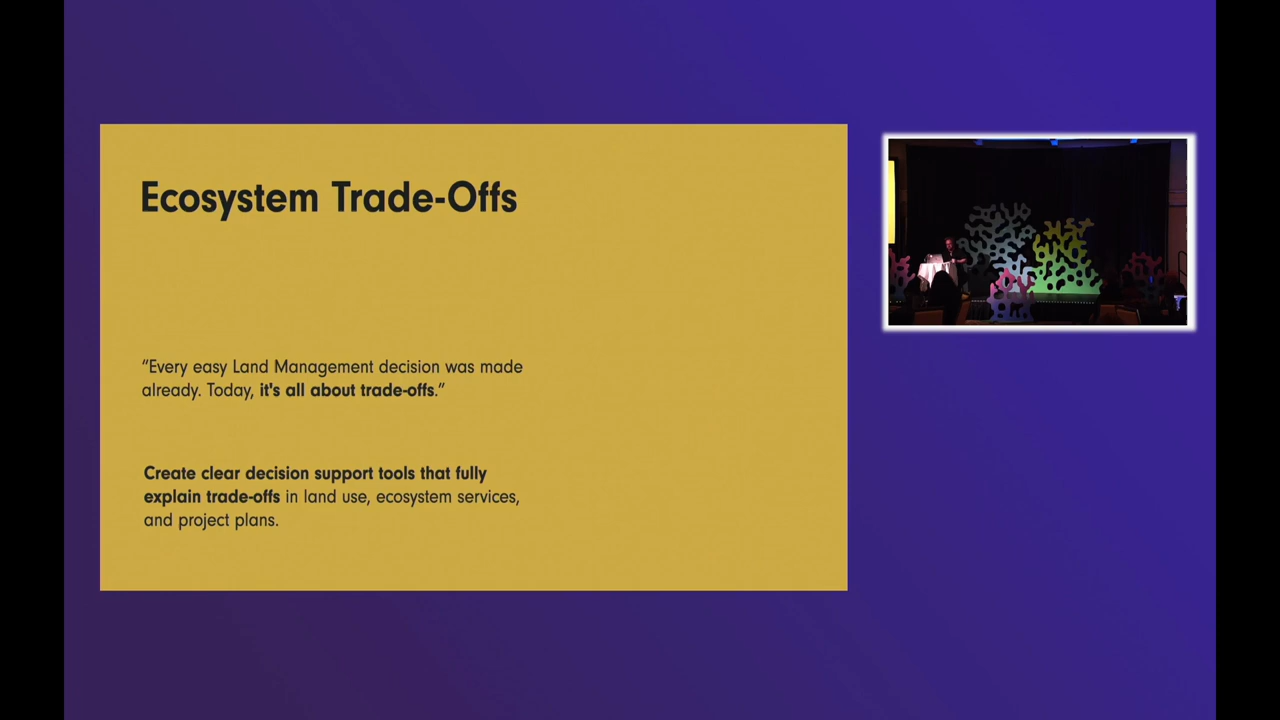 Ecosystem Trade-Offs
“Every easy Land Management decision was made
already. Today, it's all about trade-offs.”
Create clear decision support tools that fully
explain trade-offs in land use, ecosystem services,
and project plans.